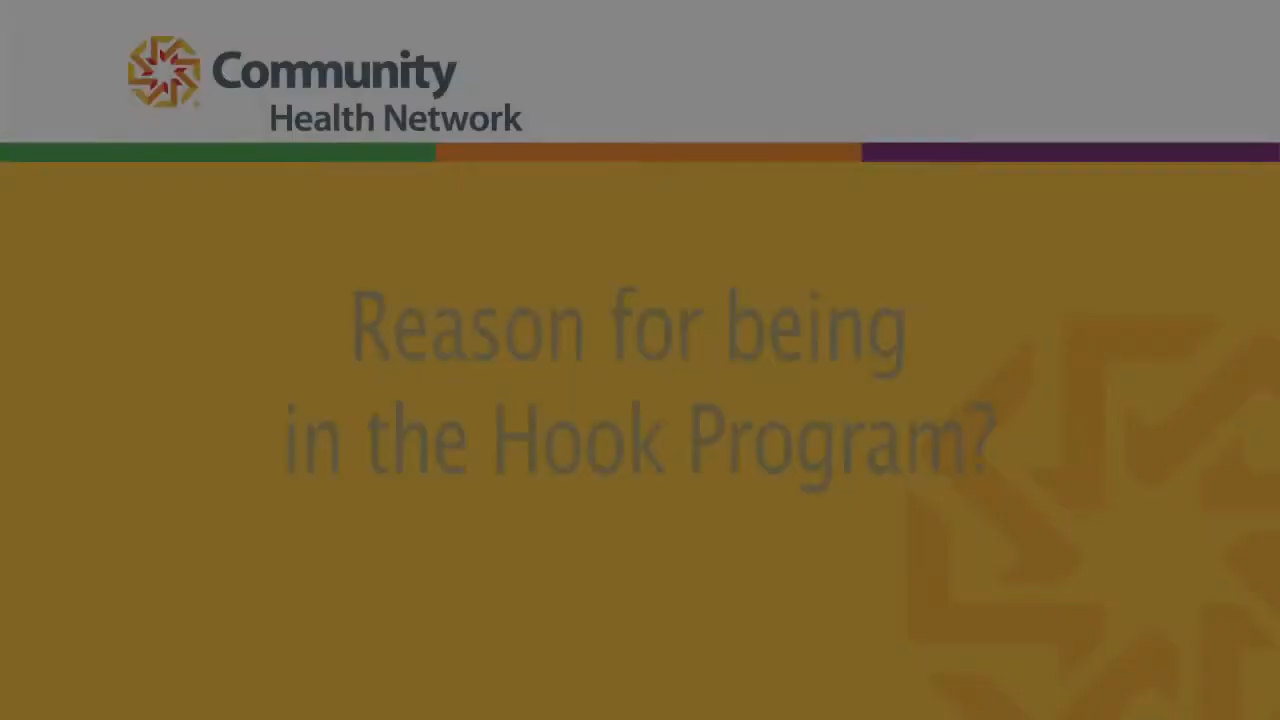 Community
Health Network
Reason for being
in the Hook Program?